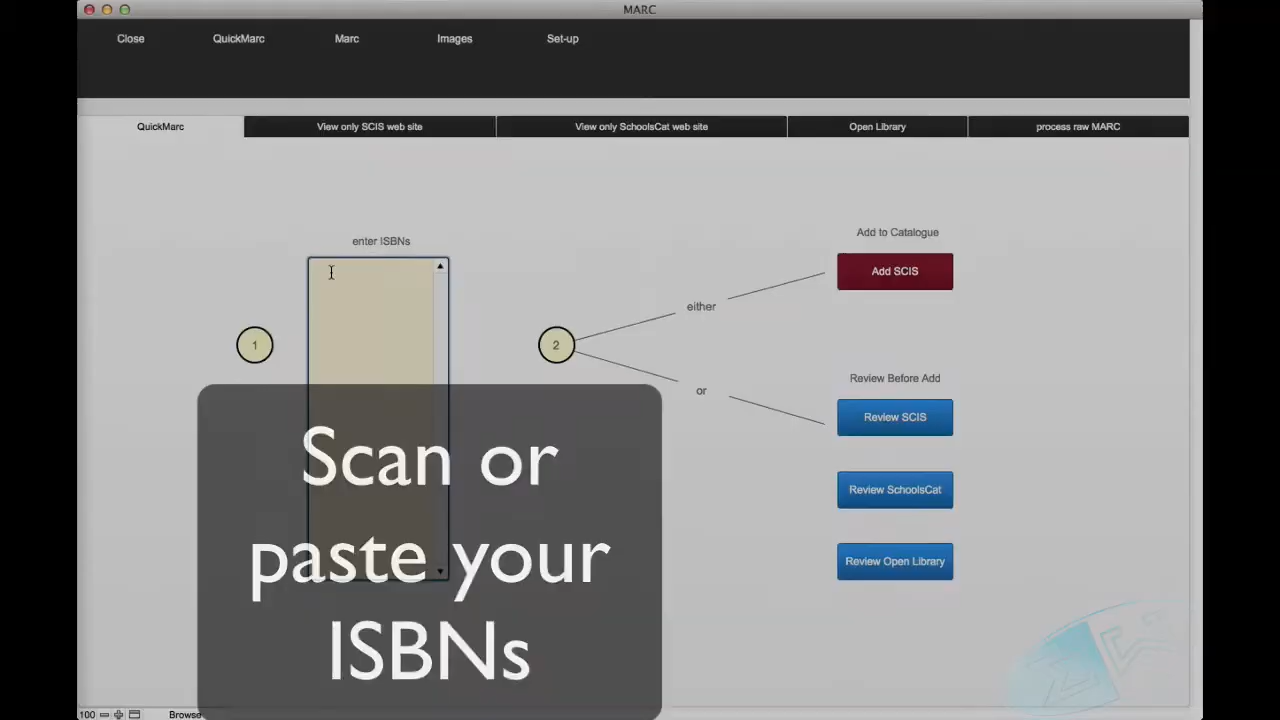 MARC
Close QuickMarc Marc Images Set-up
QuickMarc View only SCIS web site View only SchoolsCat web site Open Library process raw MARC
enter ISBNs
Add to Catalogue
Add SCIS
either
1
2
Review Before Add
or
Review SCIS
Review SchoolsCat
Review Open Library
Scan or
paste your
ISBNs
100
Browse